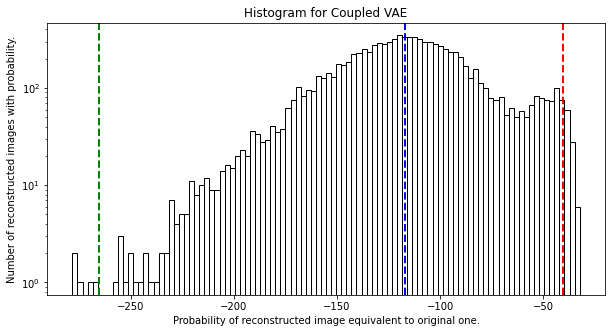 Histogram for Coupled VAE
Number of reconstructed images with probability.
10²
10¹
10⁰
−250
−200
−150
−100
−50
Probability of reconstructed image equivalent to original one.